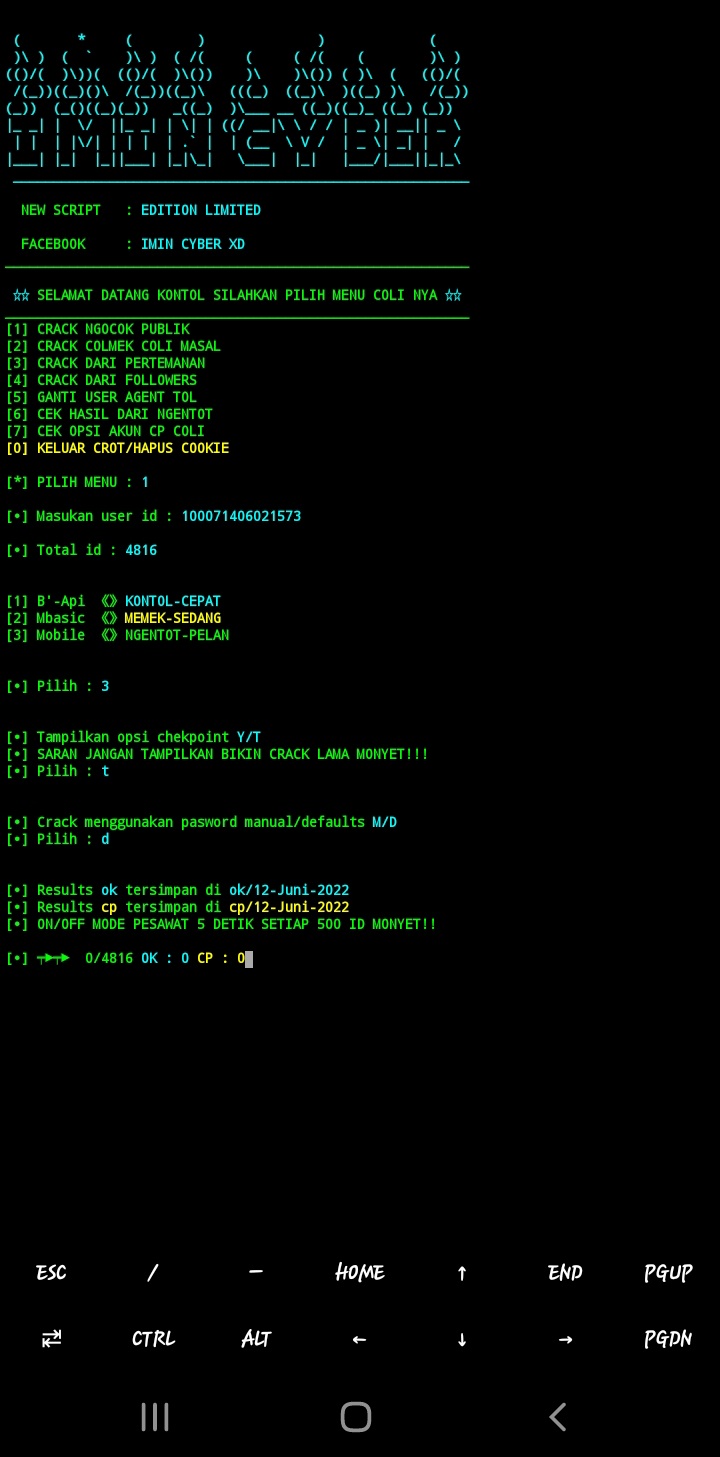 IMIN CYBER
NEW SCRIPT : EDITION LIMITED
FACEBOOK : IMIN CYBER XD
☆☆ SELAMAT DATANG KONTOL SILAHKAN PILIH MENU COLI NYA ☆☆
[1] CRACK NGOCOK PUBLIK
[2] CRACK COLMEK COLI MASAL
[3] CRACK DARI PERTEMANAN
[4] CRACK DARI FOLLOWERS
[5] GANTI USER AGENT TOL
[6] CEK HASIL DARI NGENTOT
[7] CEK OPSI AKUN CP COLI
[0] KELUAR CROT/HAPUS COOKIE
[*] PILIH MENU : 1
[•] Masukan user id : 100071406021573
[•] Total id : 4816
[1] B'-Api 《》 KONTOL-CEPAT
[2] Mbasic 《》 MEMEK-SEDANG
[3] Mobile 《》 NGENTOT-PELAN
[•] Pilih : 3
[•] Tampilkan opsi chekpoint Y/T
[•] SARAN JANGAN TAMPILKAN BIKIN CRACK LAMA MONYET!!!
[•] Pilih : t
[•] Crack menggunakan pasword manual/defaults M/D
[•] Pilih : d
[•] Results ok tersimpan di ok/12-Juni-2022
[•] Results cp tersimpan di cp/12-Juni-2022
[•] ON/OFF MODE PESAWAT 5 DETIK SETIAP 500 ID MONYET!!
[•] ┬►┬► 0/4816 OK : 0 CP : 0
ESC / — HOME ↑ END PGUP
⇄ CTRL ALT ← ↓ → PGDN